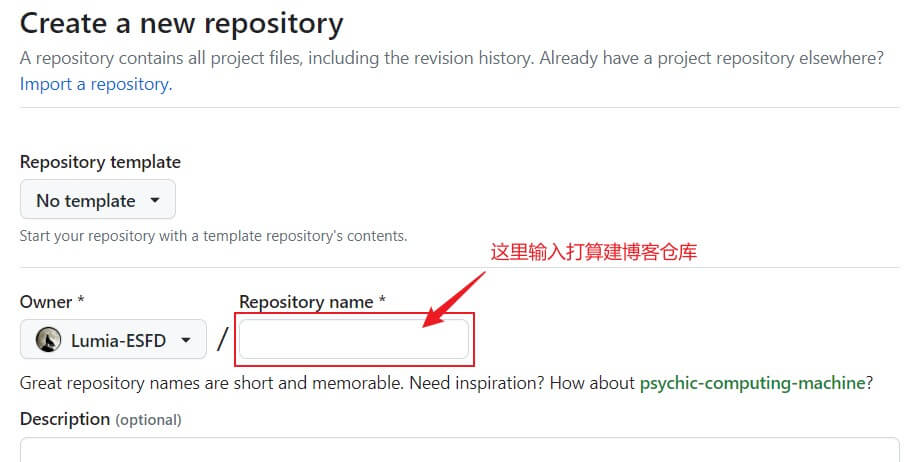 Create a new repository
A repository contains all project files, including the revision history. Already have a project repository elsewhere?
Import a repository.
Repository template
No template
Start your repository with a template repository's contents.
这里输入打算建博客仓库
Owner *
Repository name *
Lumia-ESFD
/
Great repository names are short and memorable. Need inspiration? How about psychic-computing-machine?
Description (optional)